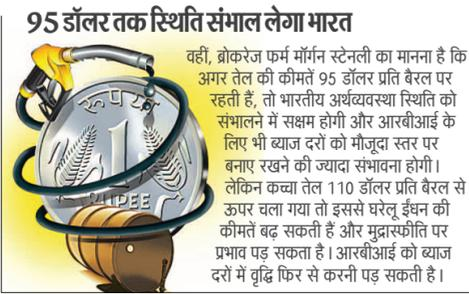 95 डॉलर तक स्थिति संभाल लेगा भारत
वहीं, ब्रोकरेज फर्म मॉर्गन स्टेनली का मानना है कि
अगर तेल की कीमतें 95 डॉलर प्रति बैरल पर
रहती हैं, तो भारतीय अर्थव्यवस्था स्थिति को
संभालने में सक्षम होगी और आरबीआई के
लिए भी ब्याज दरों को मौजूदा स्तर पर
बनाए रखने की ज्यादा संभावना होगी।
लेकिन कच्चा तेल 110 डॉलर प्रति बैरल से
ऊपर चला गया तो इससे घरेलू ईंधन की
कीमतें बढ़ सकती हैं और मुद्रास्फीति पर
प्रभाव पड़ सकता है। आरबीआई को ब्याज
दरों में वृद्धि फिर से करनी पड़ सकती है।
रुपया
1
RUPEE